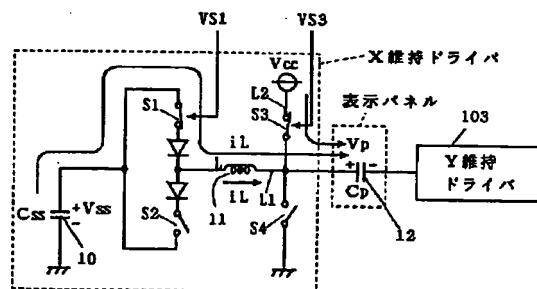 VS1
VS3
X維持ドライバ
Vcc
L2
表示パネル
S1
S3
103
iL
Vp
+ -
Y維持
ドライバ
Css
+Vss
-
S2
11
iL
L1
S4
Cp
12
10